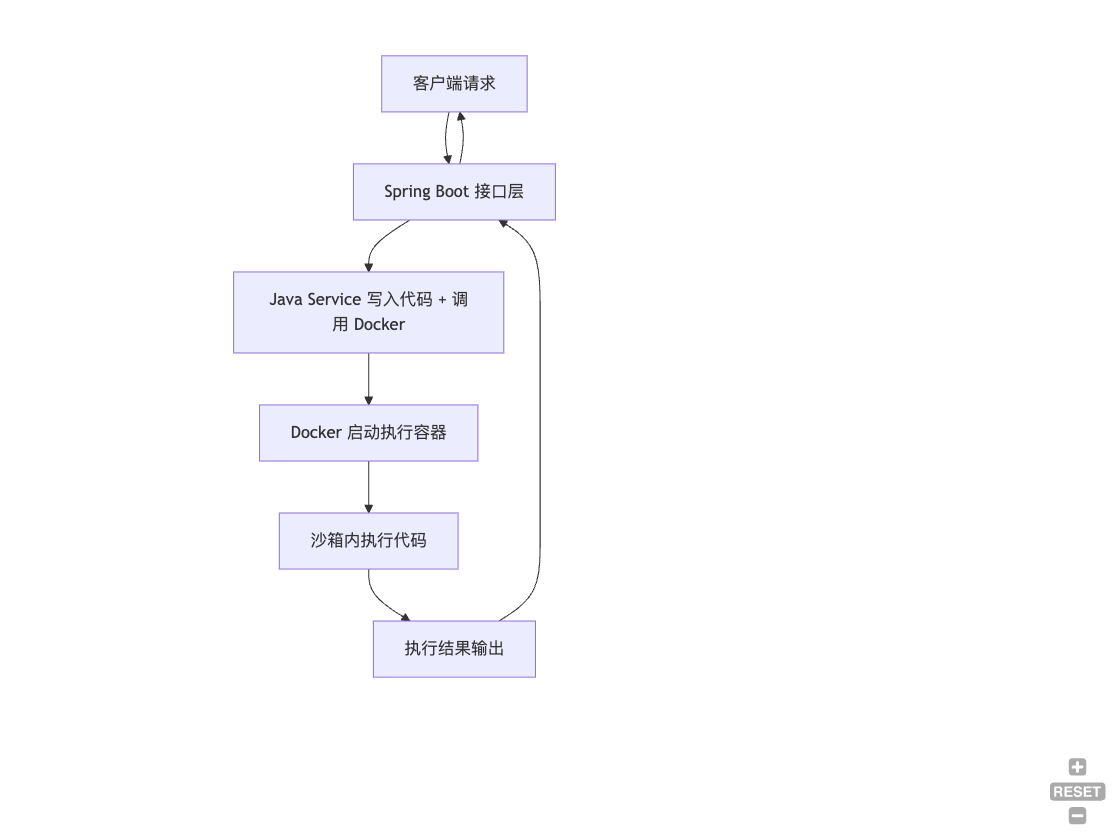 客户端请求
Spring Boot 接口层
Java Service 写入代码 + 调
用 Docker
Docker 启动执行容器
沙箱内执行代码
执行结果输出
RESET